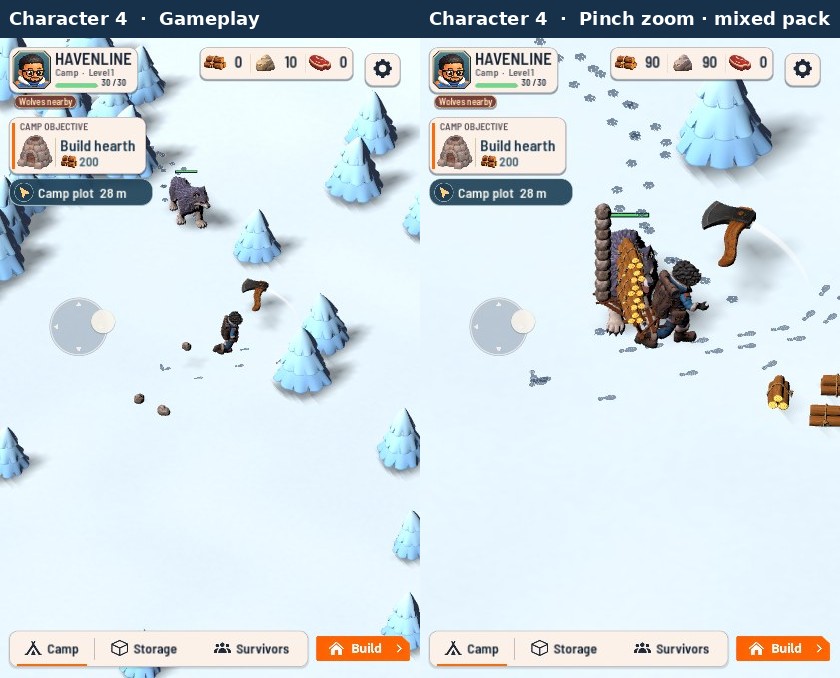 Character 4 · Gameplay
HAVENLINE
Camp · Level 1
30 / 30
0 10 0
Wolves nearby
CAMP OBJECTIVE
Build hearth
200
Camp plot 28 m
Camp
Storage
Survivors
Build
Character 4 · Pinch zoom · mixed pack
HAVENLINE
Camp · Level 1
30 / 30
90 90 0
Wolves nearby
CAMP OBJECTIVE
Build hearth
200
Camp plot 28 m
Camp
Storage
Survivors
Build